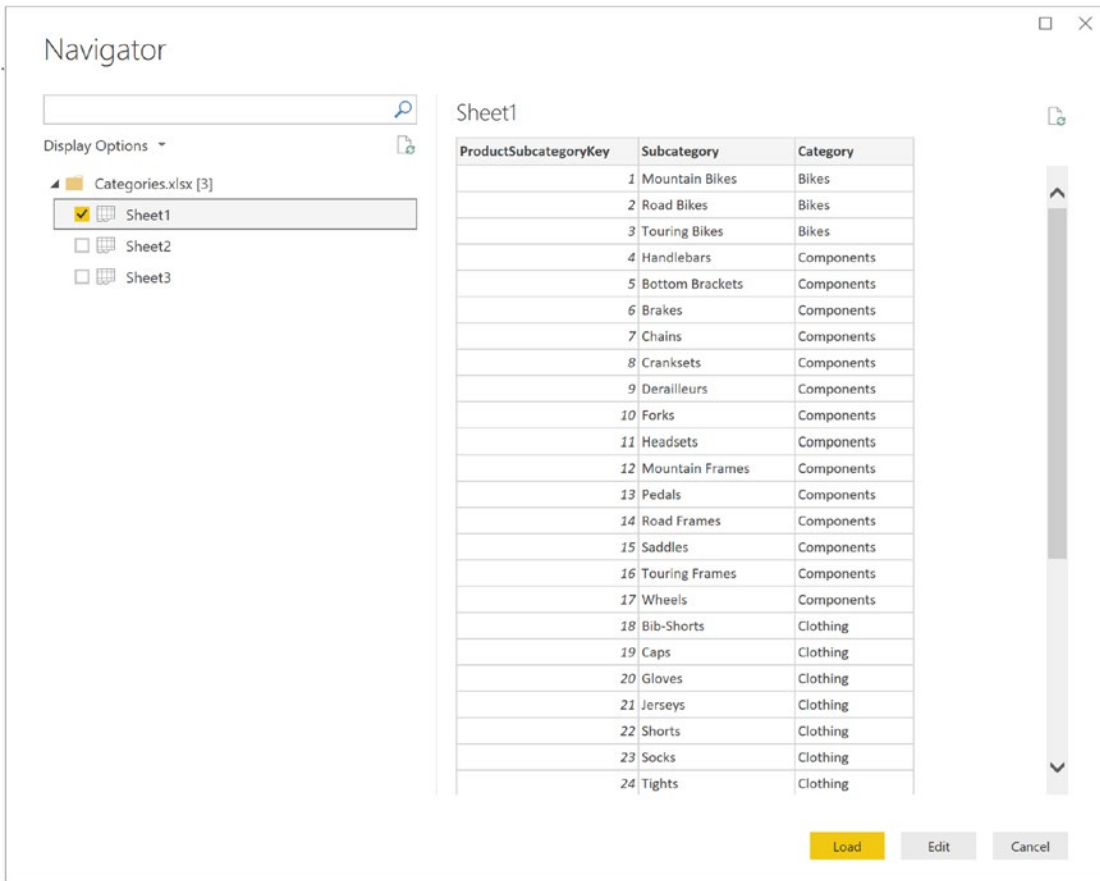 Navigator
Display Options
Categories.xlsx [3]
Sheet1
Sheet2
Sheet3
Sheet1
ProductSubcategoryKey Subcategory Category
1 Mountain Bikes Bikes
2 Road Bikes Bikes
3 Touring Bikes Bikes
4 Handlebars Components
5 Bottom Brackets Components
6 Brakes Components
7 Chains Components
8 Cranksets Components
9 Derailleurs Components
10 Forks Components
11 Headsets Components
12 Mountain Frames Components
13 Pedals Components
14 Road Frames Components
15 Saddles Components
16 Touring Frames Components
17 Wheels Components
18 Bib-Shorts Clothing
19 Caps Clothing
20 Gloves Clothing
21 Jerseys Clothing
22 Shorts Clothing
23 Socks Clothing
24 Tights Clothing
Load Edit Cancel